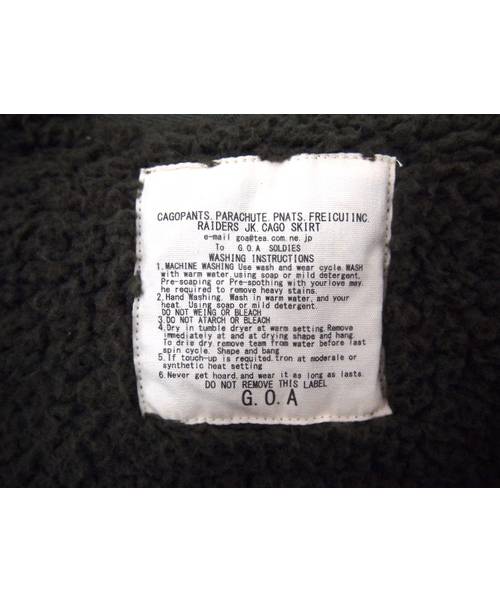 CAGOPANTS. PARACHUTE. PNATS. FREICUIINC.
RAIDERS JK. CAGO SKIRT
e-mail goa@tea.com.ne.jp
To G.O.A SOLDIES
WASHING INSTRUCTIONS
1. MACHINE WASHING Use wash and wear cycle. WASH
with warm water, using soap or mild detergent.
Pre-soaping or Pre-spothing with your love may
he required to remove heavy stains.
2. Hand Washing. Wash in warm water, and your
heat. Using soap or mild detergent.
DO NOT WEING OR BLEACH
3. DO NOT ATARCH OR BLEACH
4. Dry in tumble dryer at warm setting. Remove
immediately at and at drying shape and hang
To drie dry. remove team from water before last
spin cycle. Shape and bang
5. If touch-up is requited. tron at moderale or
synthetic heat setting
6. Never get hoard. and wear it as long as lasts.
DO NOT REMOVE THIS LABEL
G. O. A